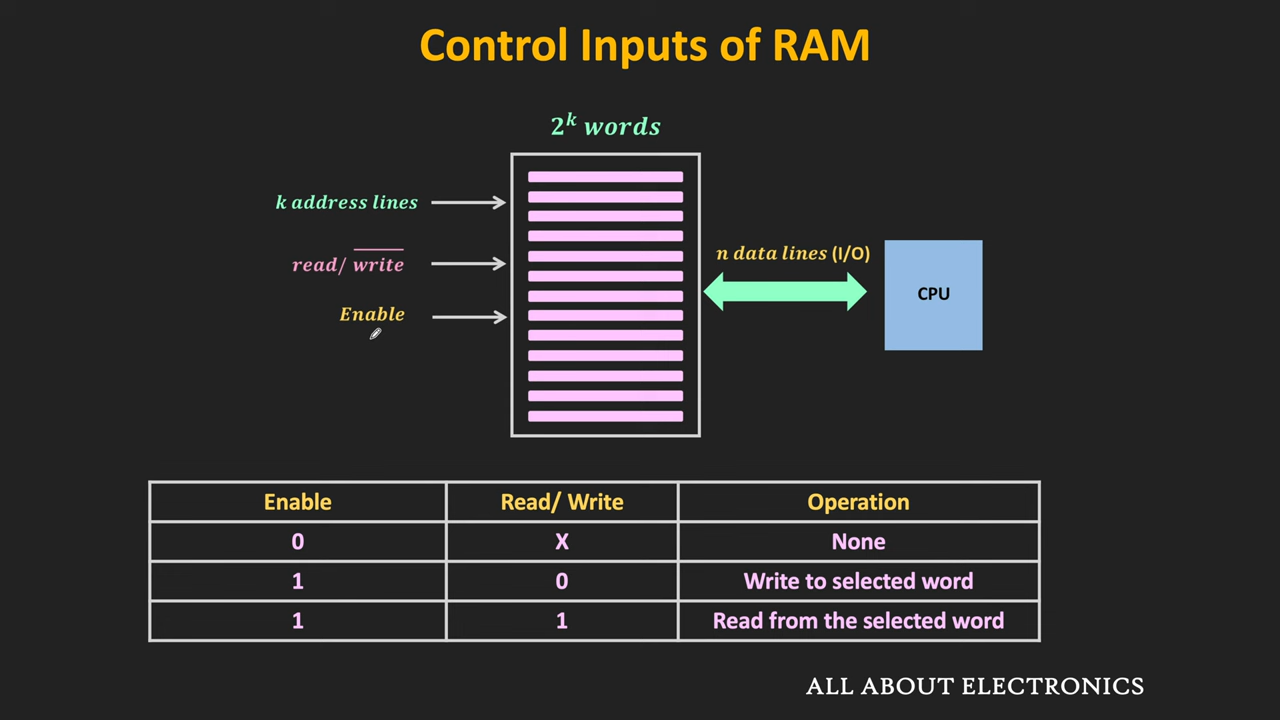 Control Inputs of RAM
2^k words
k address lines
read/ w̅r̅i̅t̅e̅
Enable
n data lines (I/O)
CPU
Enable Read/ Write Operation
0 X None
1 0 Write to selected word
1 1 Read from the selected word
ALL ABOUT ELECTRONICS